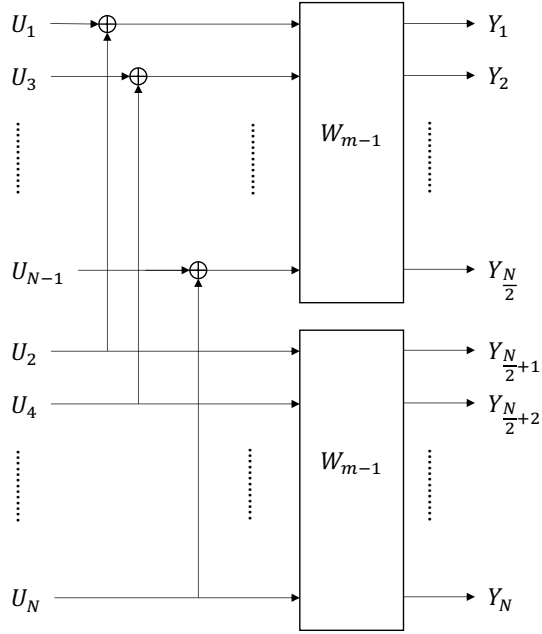 U₁ Y₁
U₃ Y₂
W_{m−1}
U_{N−1} Y_{N/2}
U₂ Y_{N/2+1}
U₄ Y_{N/2+2}
W_{m−1}
U_N Y_N